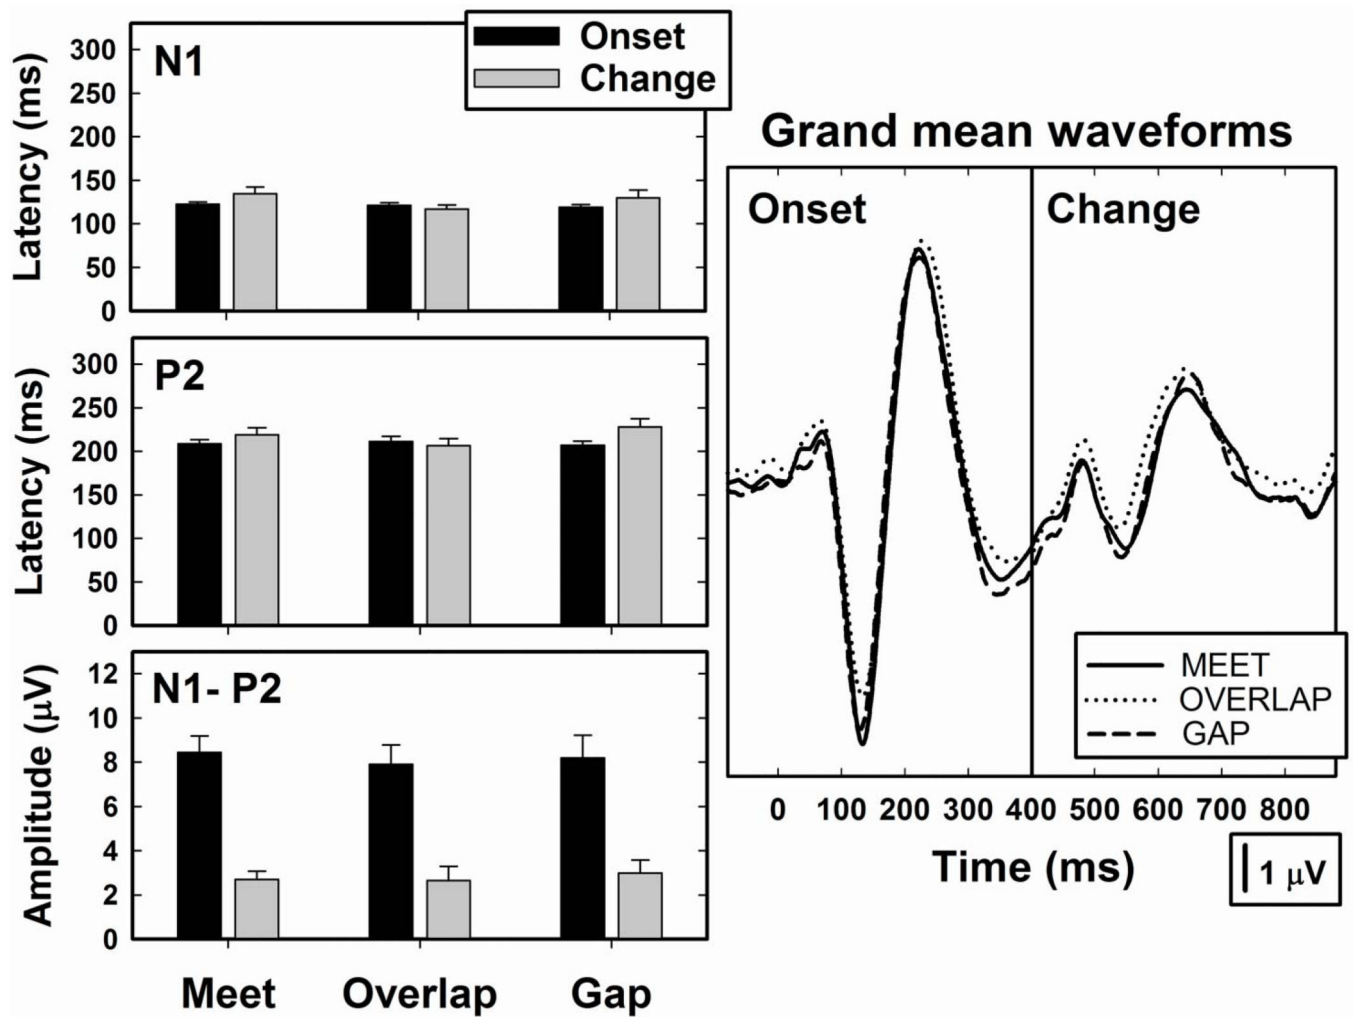 N1
Onset
Change
Latency (ms)
300
250
200
150
100
50
0
P2
Latency (ms)
300
250
200
150
100
50
0
N1- P2
Amplitude (μV)
12
10
8
6
4
2
0
Meet Overlap Gap
Grand mean waveforms
Onset Change
MEET
OVERLAP
GAP
0 100 200 300 400 500 600 700 800
Time (ms)
1 μV